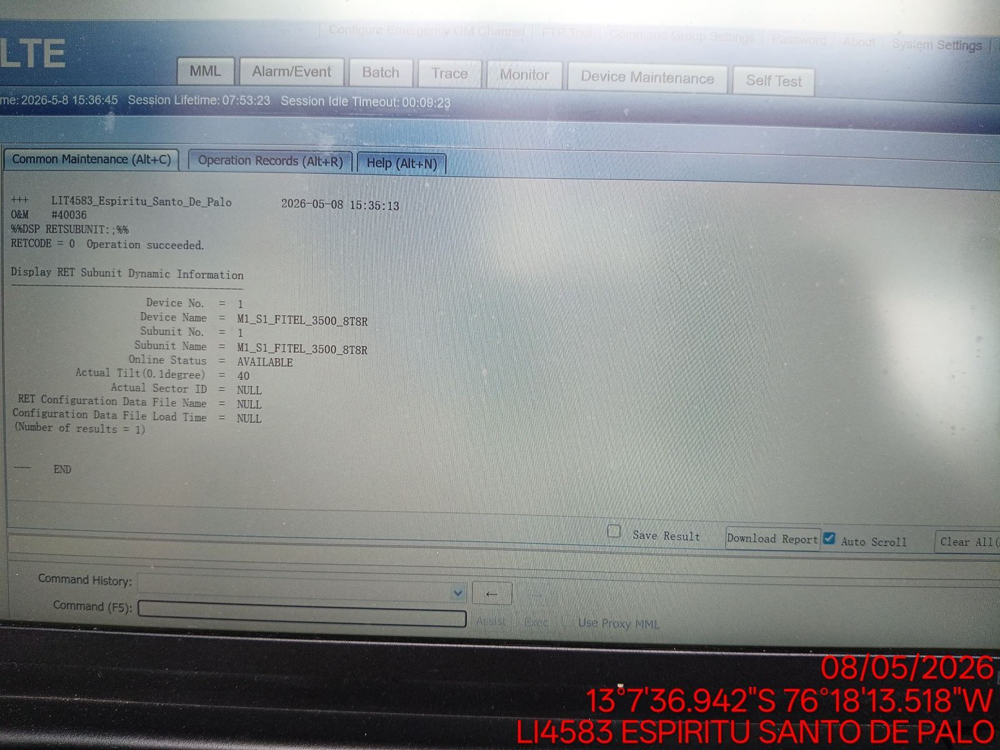 Configure Emergency OM Channel | FTP Tool | Command Group Settings | Password | About | System Settings |
LTE
MML Alarm/Event Batch Trace Monitor Device Maintenance Self Test
me: 2026-5-8 15:36:45 Session Lifetime: 07:53:23 Session Idle Timeout: 00:09:23
Common Maintenance (Alt+C) Operation Records (Alt+R) Help (Alt+N)
+++ LIT4583_Espiritu_Santo_De_Palo 2026-05-08 15:35:13
O&M #40036
%%DSP RETSUBUNIT:;%%
RETCODE = 0 Operation succeeded.
Display RET Subunit Dynamic Information
---------------------------------------
Device No. = 1
Device Name = M1_S1_FITEL_3500_8T8R
Subunit No. = 1
Subunit Name = M1_S1_FITEL_3500_8T8R
Online Status = AVAILABLE
Actual Tilt(0.1degree) = 40
Actual Sector ID = NULL
RET Configuration Data File Name = NULL
Configuration Data File Load Time = NULL
(Number of results = 1)
--- END
Save Result Download Report Auto Scroll Clear All(
Command History:
Command (F5): Assist Exec Use Proxy MML
08/05/2026
13°7'36.942"S 76°18'13.518"W
LI4583 ESPIRITU SANTO DE PALO